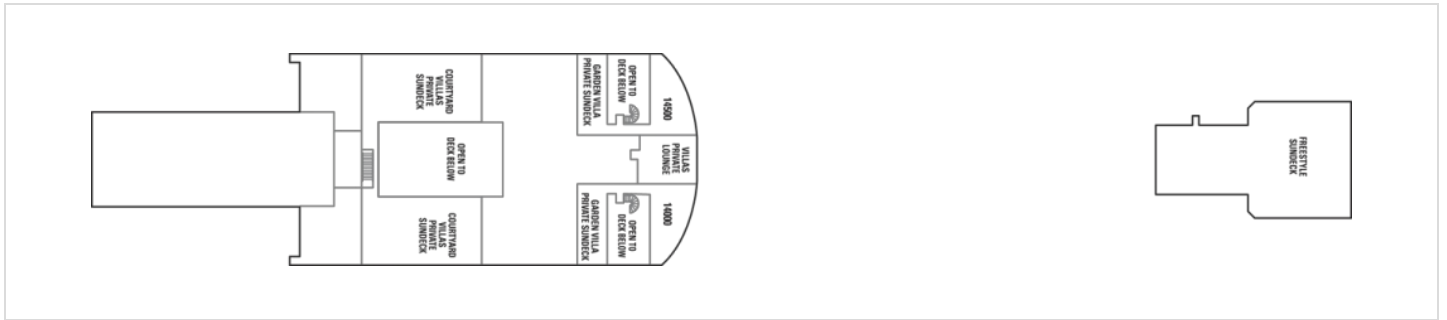 COURTYARD
VILLLAS
PRIVATE
SUNDECK
OPEN TO
DECK BELOW
COURTYARD
VILLAS
PRIVATE
SUNDECK
GARDEN VILLA
PRIVATE SUNDECK
OPEN TO
DECK BELOW
14500
VILLAS
PRIVATE
LOUNGE
GARDEN VILLA
PRIVATE SUNDECK
OPEN TO
DECK BELOW
14000
FREESTYLE
SUNDECK